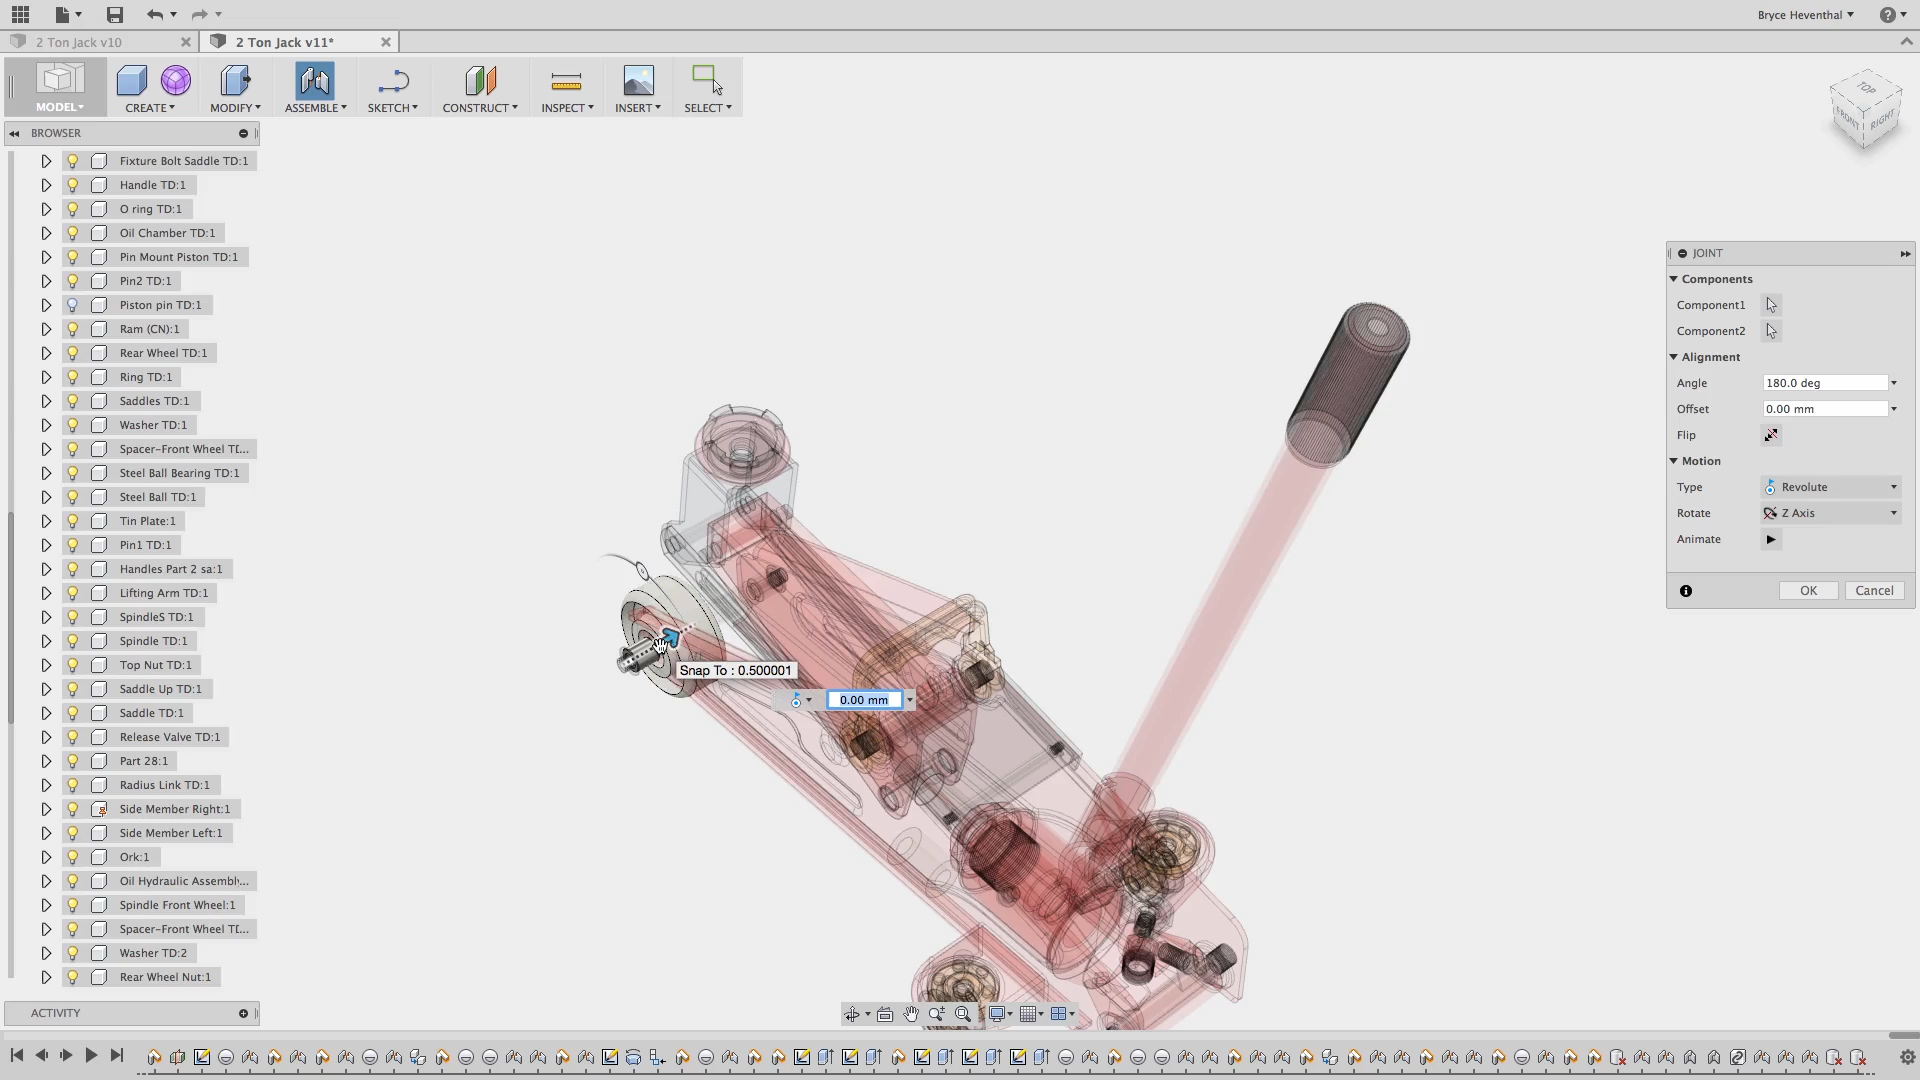 Bryce Heventhal
2 Ton Jack v10
2 Ton Jack v11*
MODEL
CREATE
MODIFY
ASSEMBLE
SKETCH
CONSTRUCT
INSPECT
INSERT
SELECT
TOP
FRONT
RIGHT
BROWSER
Fixture Bolt Saddle TD:1
Handle TD:1
O ring TD:1
Oil Chamber TD:1
Pin Mount Piston TD:1
Pin2 TD:1
Piston pin TD:1
Ram (CN):1
Rear Wheel TD:1
Ring TD:1
Saddles TD:1
Washer TD:1
Spacer-Front Wheel TD...
Steel Ball Bearing TD:1
Steel Ball TD:1
Tin Plate:1
Pin1 TD:1
Handles Part 2 sa:1
Lifting Arm TD:1
SpindleS TD:1
Spindle TD:1
Top Nut TD:1
Saddle Up TD:1
Saddle TD:1
Release Valve TD:1
Part 28:1
Radius Link TD:1
Side Member Right:1
Side Member Left:1
Ork:1
Oil Hydraulic Assembly...
Spindle Front Wheel:1
Spacer-Front Wheel TD...
Washer TD:2
Rear Wheel Nut:1
ACTIVITY
Snap To : 0.500001
0.00 mm
JOINT
Components
Component1
Component2
Alignment
Angle 180.0 deg
Offset 0.00 mm
Flip
Motion
Type Revolute
Rotate Z Axis
Animate
OK Cancel